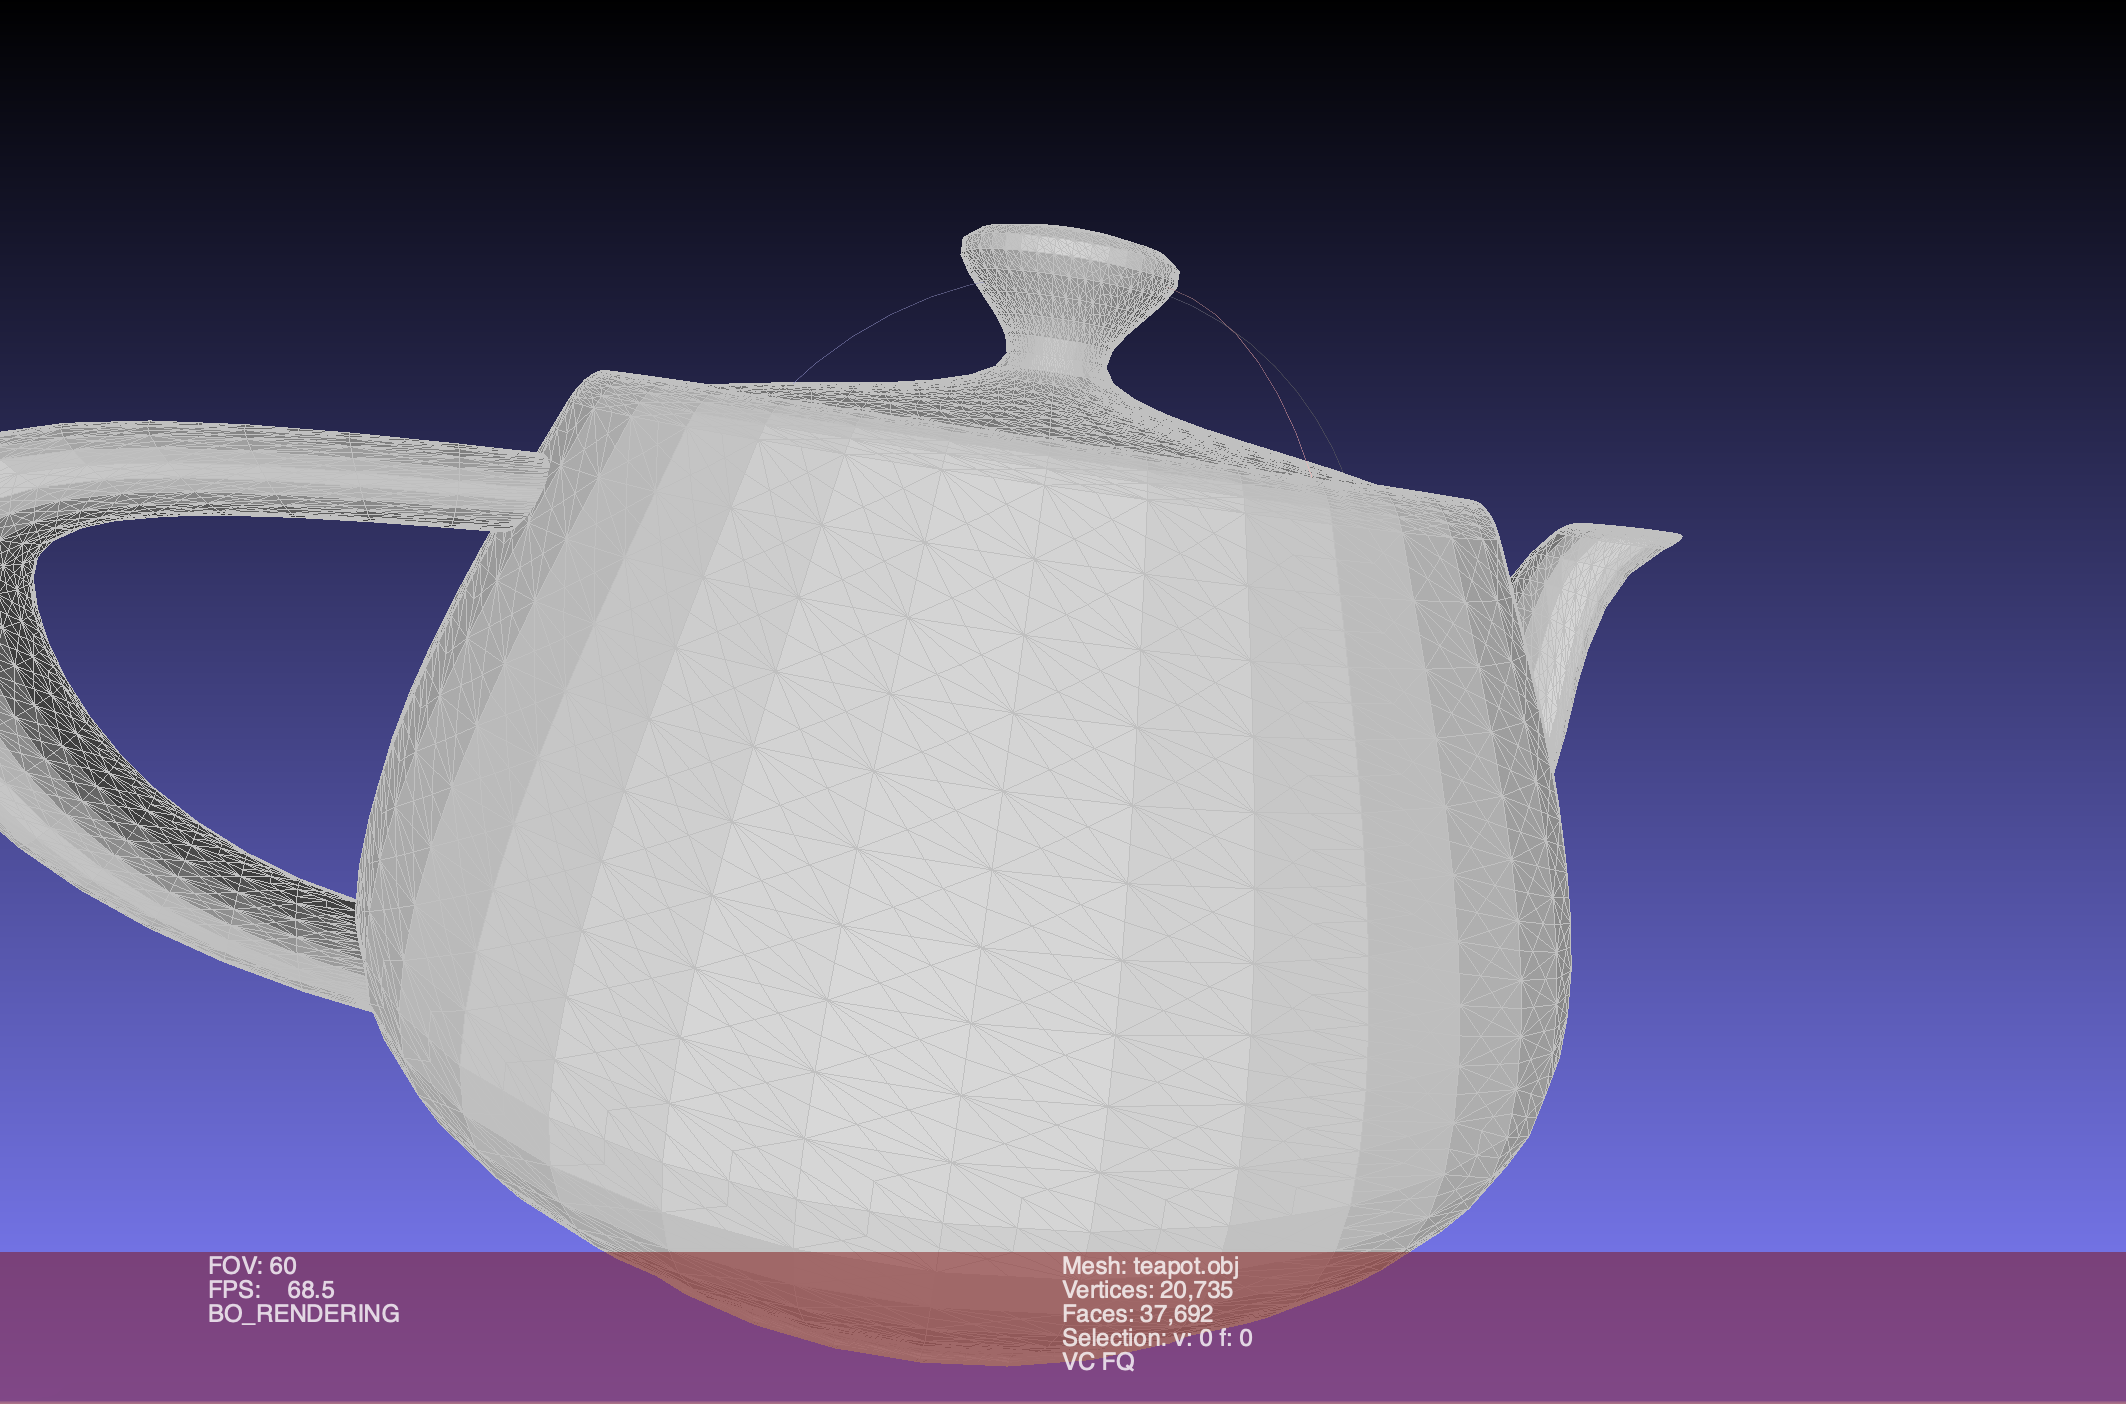 FOV: 60
FPS: 68.5
BO_RENDERING
Mesh: teapot.obj
Vertices: 20,735
Faces: 37,692
Selection: v: 0 f: 0
VC FQ